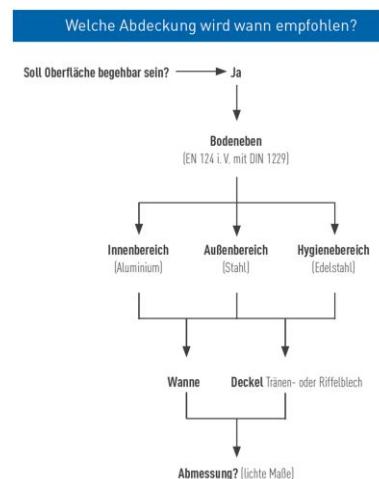 Welche Abdeckung wird wann empfohlen?
Soll Oberfläche begehbar sein? Ja
Bodeneben
(EN 124 i. V. mit DIN 1229)
Innenbereich Außenbereich Hygienebereich
(Aluminium) (Stahl) (Edelstahl)
Wanne Deckel Tränen- oder Riffelblech
Abmessung? (lichte Maße)